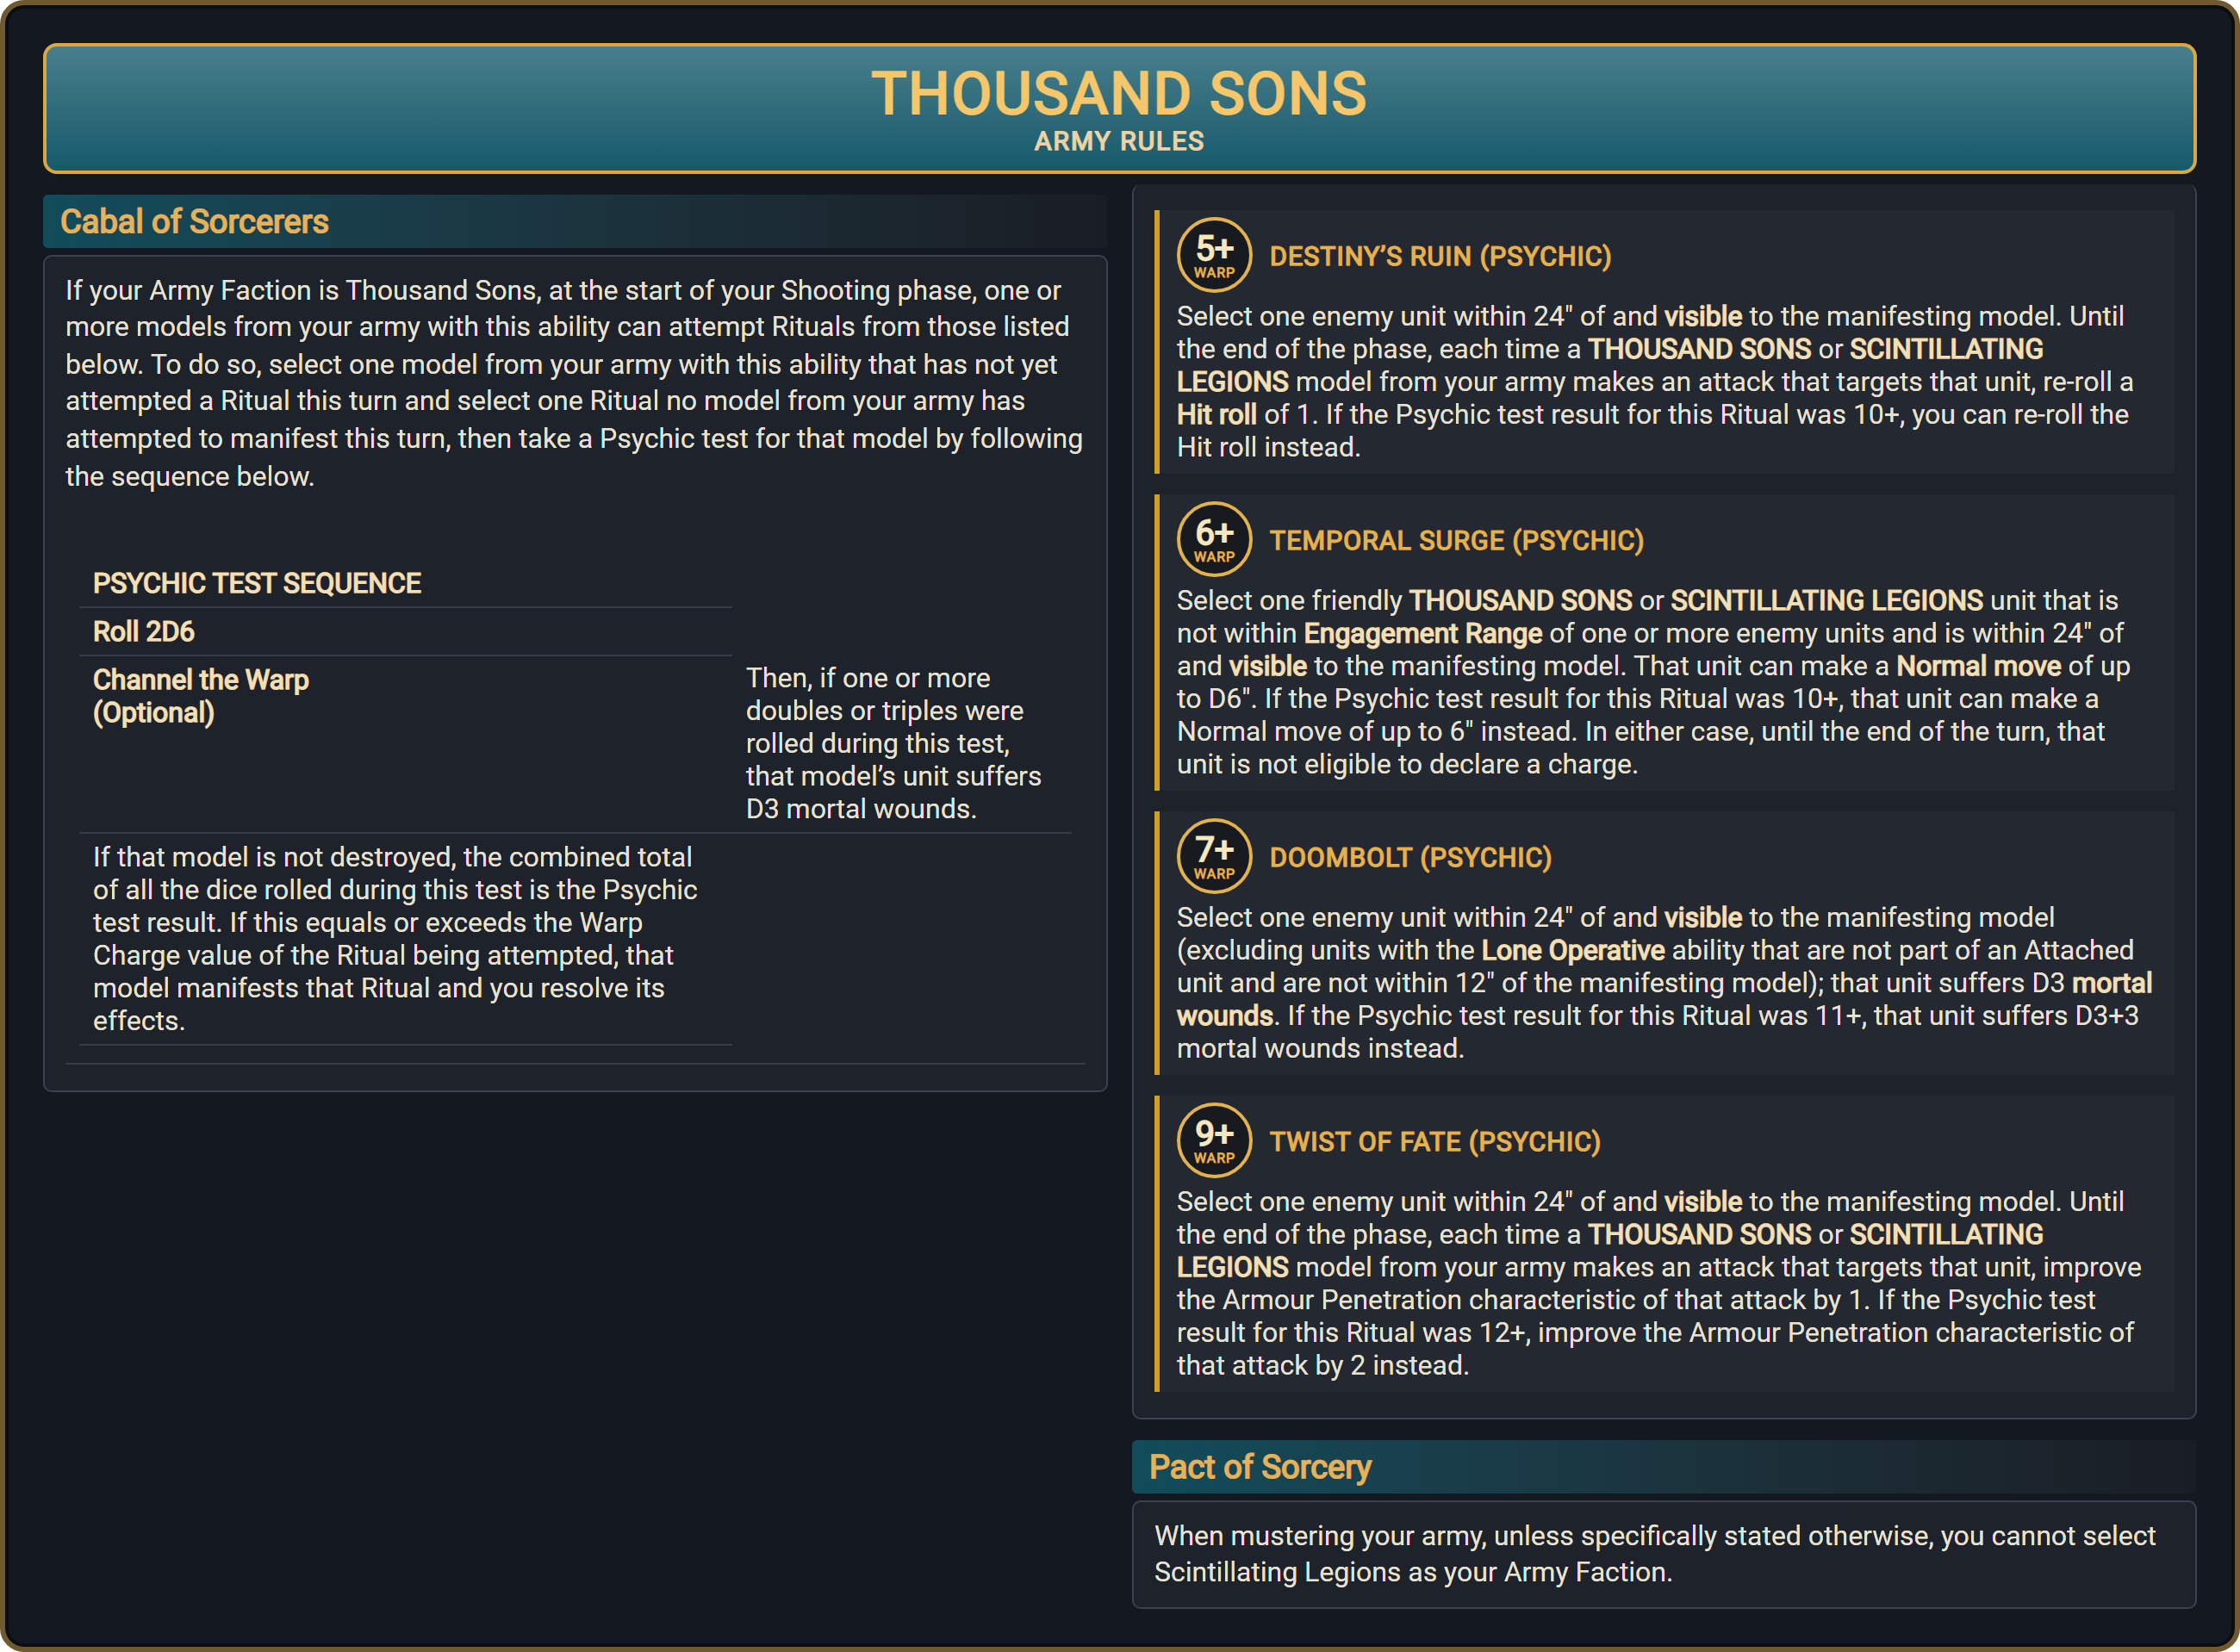 THOUSAND SONS
ARMY RULES
Cabal of Sorcerers
If your Army Faction is Thousand Sons, at the start of your Shooting phase, one or
more models from your army with this ability can attempt Rituals from those listed
below. To do so, select one model from your army with this ability that has not yet
attempted a Ritual this turn and select one Ritual no model from your army has
attempted to manifest this turn, then take a Psychic test for that model by following
the sequence below.
PSYCHIC TEST SEQUENCE
Roll 2D6
Channel the Warp
(Optional)
Then, if one or more
doubles or triples were
rolled during this test,
that model’s unit suffers
D3 mortal wounds.
If that model is not destroyed, the combined total
of all the dice rolled during this test is the Psychic
test result. If this equals or exceeds the Warp
Charge value of the Ritual being attempted, that
model manifests that Ritual and you resolve its
effects.
5+
WARP
DESTINY’S RUIN (PSYCHIC)
Select one enemy unit within 24" of and visible to the manifesting model. Until
the end of the phase, each time a THOUSAND SONS or SCINTILLATING
LEGIONS model from your army makes an attack that targets that unit, re-roll a
Hit roll of 1. If the Psychic test result for this Ritual was 10+, you can re-roll the
Hit roll instead.
6+
WARP
TEMPORAL SURGE (PSYCHIC)
Select one friendly THOUSAND SONS or SCINTILLATING LEGIONS unit that is
not within Engagement Range of one or more enemy units and is within 24" of
and visible to the manifesting model. That unit can make a Normal move of up
to D6". If the Psychic test result for this Ritual was 10+, that unit can make a
Normal move of up to 6" instead. In either case, until the end of the turn, that
unit is not eligible to declare a charge.
7+
WARP
DOOMBOLT (PSYCHIC)
Select one enemy unit within 24" of and visible to the manifesting model
(excluding units with the Lone Operative ability that are not part of an Attached
unit and are not within 12" of the manifesting model); that unit suffers D3 mortal
wounds. If the Psychic test result for this Ritual was 11+, that unit suffers D3+3
mortal wounds instead.
9+
WARP
TWIST OF FATE (PSYCHIC)
Select one enemy unit within 24" of and visible to the manifesting model. Until
the end of the phase, each time a THOUSAND SONS or SCINTILLATING
LEGIONS model from your army makes an attack that targets that unit, improve
the Armour Penetration characteristic of that attack by 1. If the Psychic test
result for this Ritual was 12+, improve the Armour Penetration characteristic of
that attack by 2 instead.
Pact of Sorcery
When mustering your army, unless specifically stated otherwise, you cannot select
Scintillating Legions as your Army Faction.